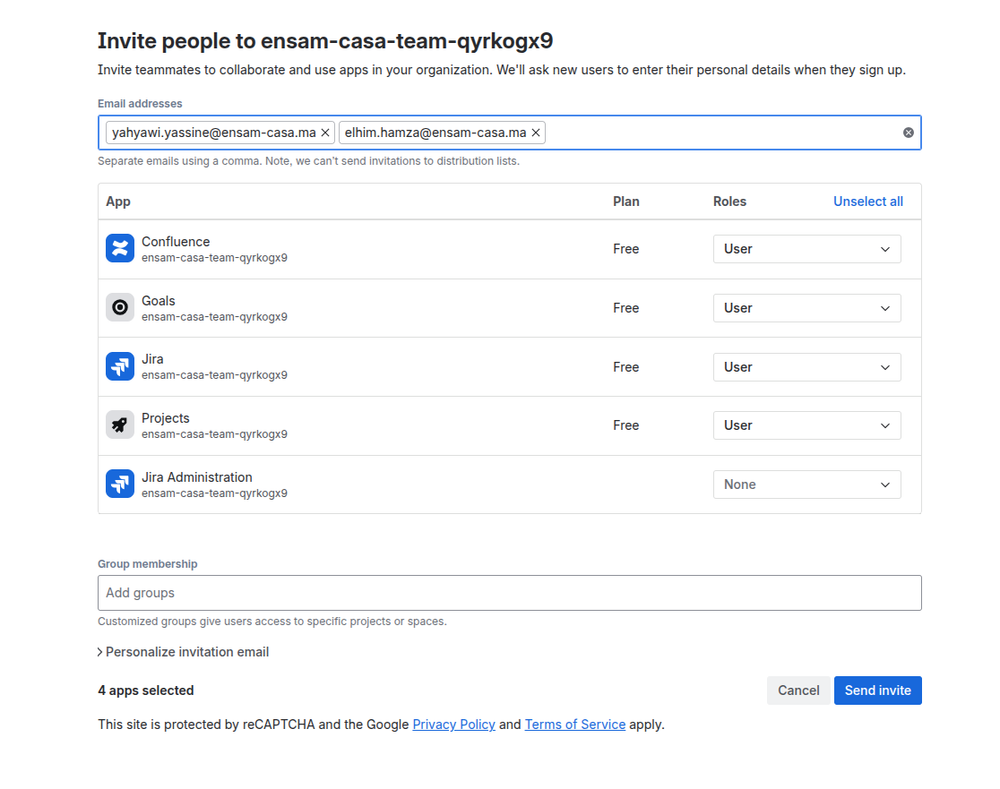 Invite people to ensam-casa-team-qyrkogx9
Invite teammates to collaborate and use apps in your organization. We'll ask new users to enter their personal details when they sign up.
Email addresses
yahyawi.yassine@ensam-casa.ma elhim.hamza@ensam-casa.ma
Separate emails using a comma. Note, we can't send invitations to distribution lists.
App Plan Roles Unselect all
Confluence
ensam-casa-team-qyrkogx9
Free User
Goals
ensam-casa-team-qyrkogx9
Free User
Jira
ensam-casa-team-qyrkogx9
Free User
Projects
ensam-casa-team-qyrkogx9
Free User
Jira Administration
ensam-casa-team-qyrkogx9
None
Group membership
Add groups
Customized groups give users access to specific projects or spaces.
Personalize invitation email
4 apps selected Cancel Send invite
This site is protected by reCAPTCHA and the Google Privacy Policy and Terms of Service apply.